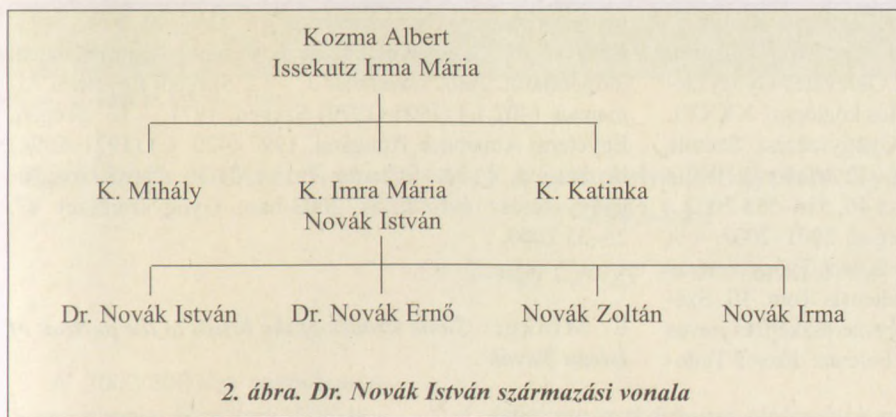 Kozma Albert
Issekutz Irma Mária
K. Mihály
K. Imra Mária
Novák István
K. Katinka
Dr. Novák István
Dr. Novák Ernő
Novák Zoltán
Novák Irma
2. ábra. Dr. Novák István származási vonala